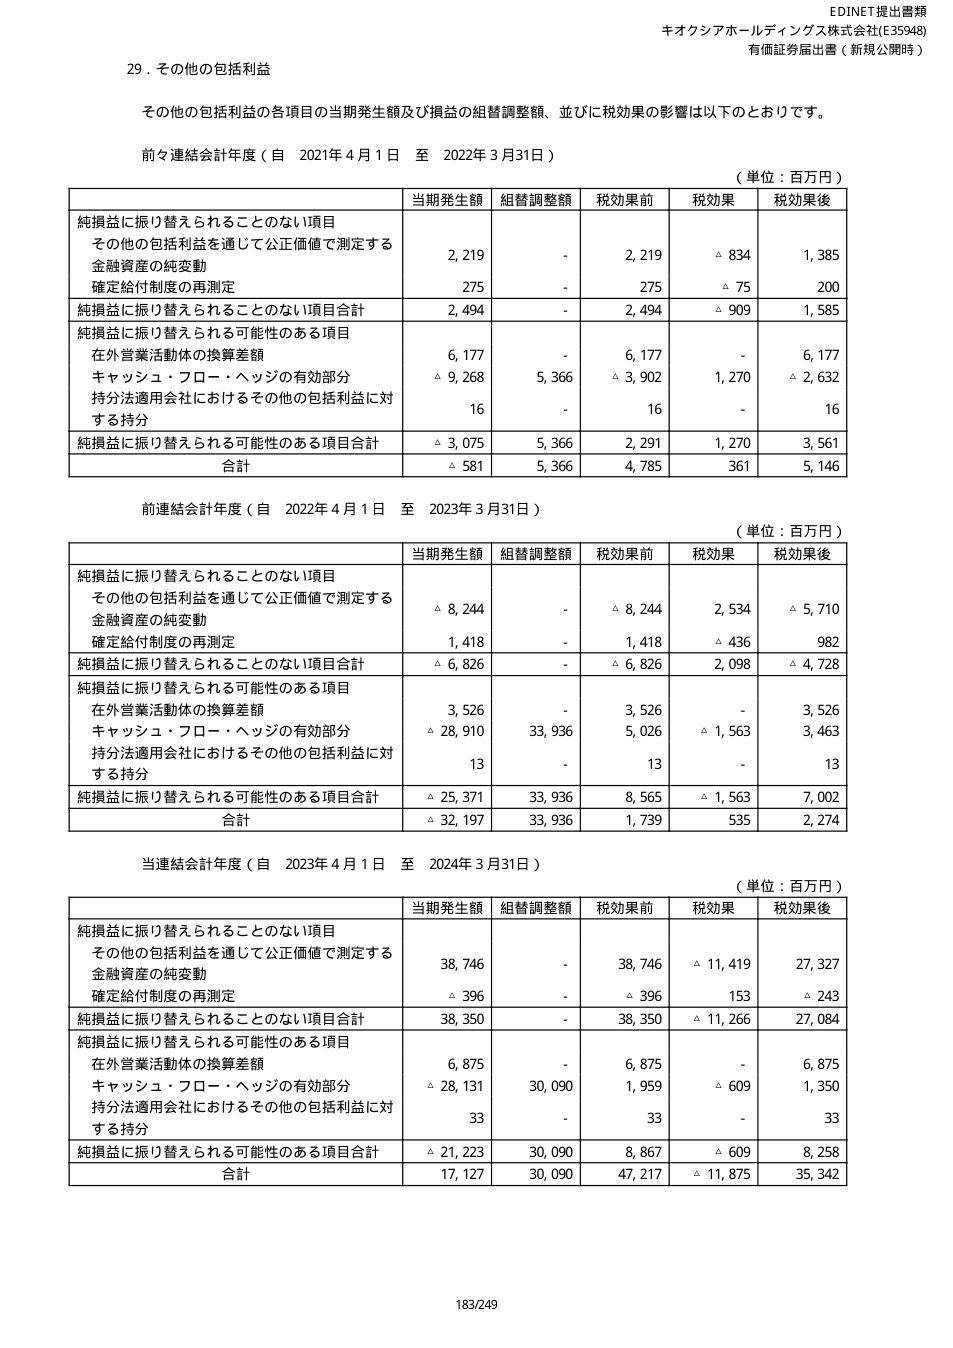 EDINET提出書類
キオクシアホールディングス株式会社(E35948)
有価証券届出書（新規公開時）
29．その他の包括利益
その他の包括利益の各項目の当期発生額及び損益の組替調整額、並びに税効果の影響は以下のとおりです。
前々連結会計年度（自　2021年４月１日　至　2022年３月31日）
（単位：百万円）
当期発生額 組替調整額 税効果前 税効果 税効果後
純損益に振り替えられることのない項目
その他の包括利益を通じて公正価値で測定する
金融資産の純変動 2,219 - 2,219 △834 1,385
確定給付制度の再測定 275 - 275 △75 200
純損益に振り替えられることのない項目合計 2,494 - 2,494 △909 1,585
純損益に振り替えられる可能性のある項目
在外営業活動体の換算差額 6,177 - 6,177 - 6,177
キャッシュ・フロー・ヘッジの有効部分 △9,268 5,366 △3,902 1,270 △2,632
持分法適用会社におけるその他の包括利益に対
する持分 16 - 16 - 16
純損益に振り替えられる可能性のある項目合計 △3,075 5,366 2,291 1,270 3,561
合計 △581 5,366 4,785 361 5,146
前連結会計年度（自　2022年４月１日　至　2023年３月31日）
（単位：百万円）
当期発生額 組替調整額 税効果前 税効果 税効果後
純損益に振り替えられることのない項目
その他の包括利益を通じて公正価値で測定する
金融資産の純変動 △8,244 - △8,244 2,534 △5,710
確定給付制度の再測定 1,418 - 1,418 △436 982
純損益に振り替えられることのない項目合計 △6,826 - △6,826 2,098 △4,728
純損益に振り替えられる可能性のある項目
在外営業活動体の換算差額 3,526 - 3,526 - 3,526
キャッシュ・フロー・ヘッジの有効部分 △28,910 33,936 5,026 △1,563 3,463
持分法適用会社におけるその他の包括利益に対
する持分 13 - 13 - 13
純損益に振り替えられる可能性のある項目合計 △25,371 33,936 8,565 △1,563 7,002
合計 △32,197 33,936 1,739 535 2,274
当連結会計年度（自　2023年４月１日　至　2024年３月31日）
（単位：百万円）
当期発生額 組替調整額 税効果前 税効果 税効果後
純損益に振り替えられることのない項目
その他の包括利益を通じて公正価値で測定する
金融資産の純変動 38,746 - 38,746 △11,419 27,327
確定給付制度の再測定 △396 - △396 153 △243
純損益に振り替えられることのない項目合計 38,350 - 38,350 △11,266 27,084
純損益に振り替えられる可能性のある項目
在外営業活動体の換算差額 6,875 - 6,875 - 6,875
キャッシュ・フロー・ヘッジの有効部分 △28,131 30,090 1,959 △609 1,350
持分法適用会社におけるその他の包括利益に対
する持分 33 - 33 - 33
純損益に振り替えられる可能性のある項目合計 △21,223 30,090 8,867 △609 8,258
合計 17,127 30,090 47,217 △11,875 35,342
183/249